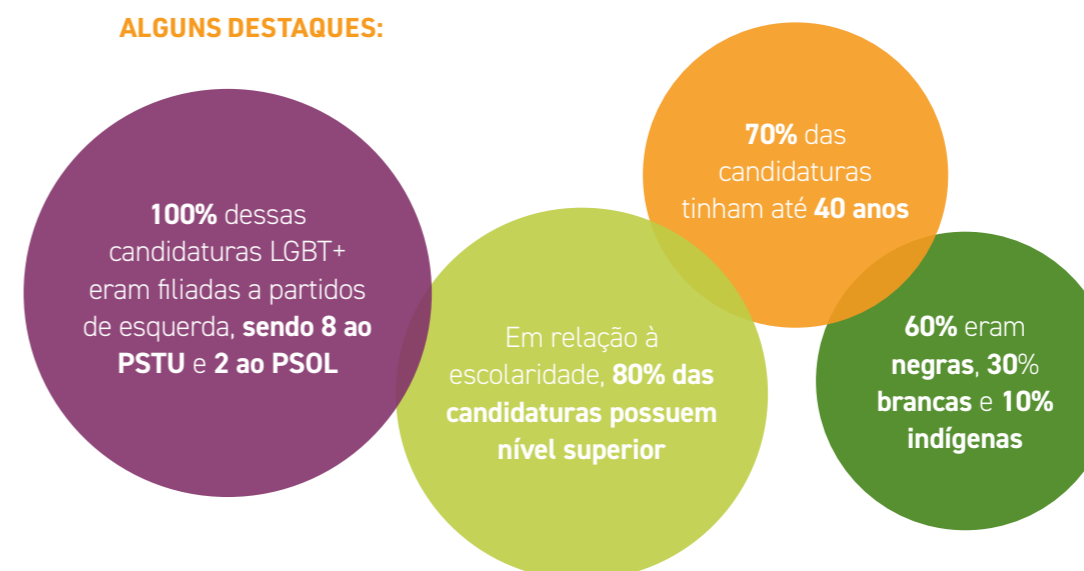 ALGUNS DESTAQUES:
100% dessas
candidaturas LGBT+
eram filiadas a partidos
de esquerda, sendo 8 ao
PSTU e 2 ao PSOL
Em relação à
escolaridade, 80% das
candidaturas possuem
nível superior
70% das
candidaturas
tinham até 40 anos
60% eram
negras, 30%
brancas e 10%
indígenas